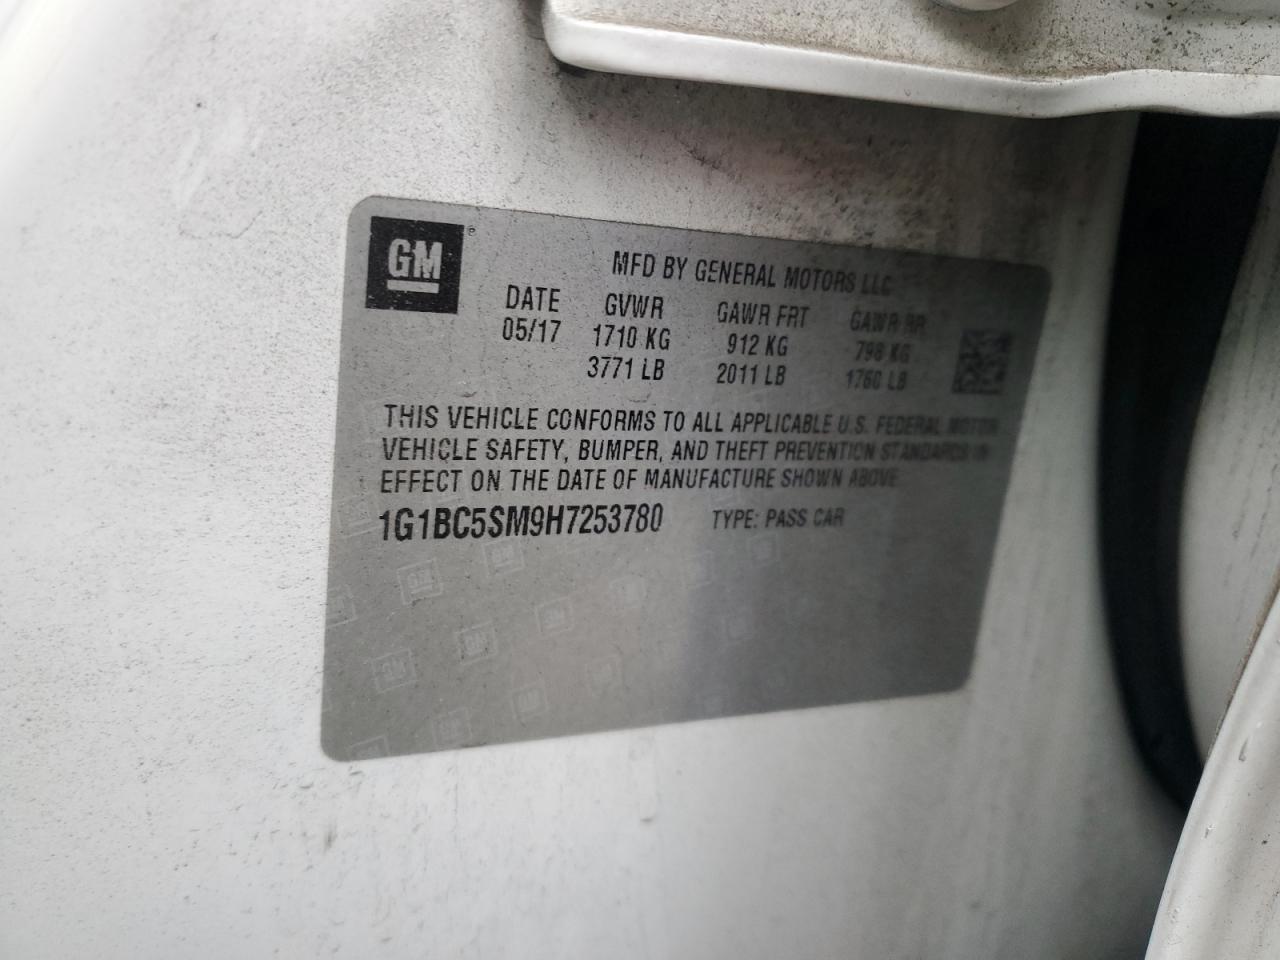 GM
MFD BY GENERAL MOTORS LLC
DATE GVWR GAWR FRT GAWR RR
05/17 1710 KG 912 KG 798 KG
3771 LB 2011 LB 1760 LB
THIS VEHICLE CONFORMS TO ALL APPLICABLE U.S. FEDERAL MOTOR
VEHICLE SAFETY, BUMPER, AND THEFT PREVENTION STANDARDS IN
EFFECT ON THE DATE OF MANUFACTURE SHOWN ABOVE
1G1BC5SM9H7253780 TYPE: PASS CAR